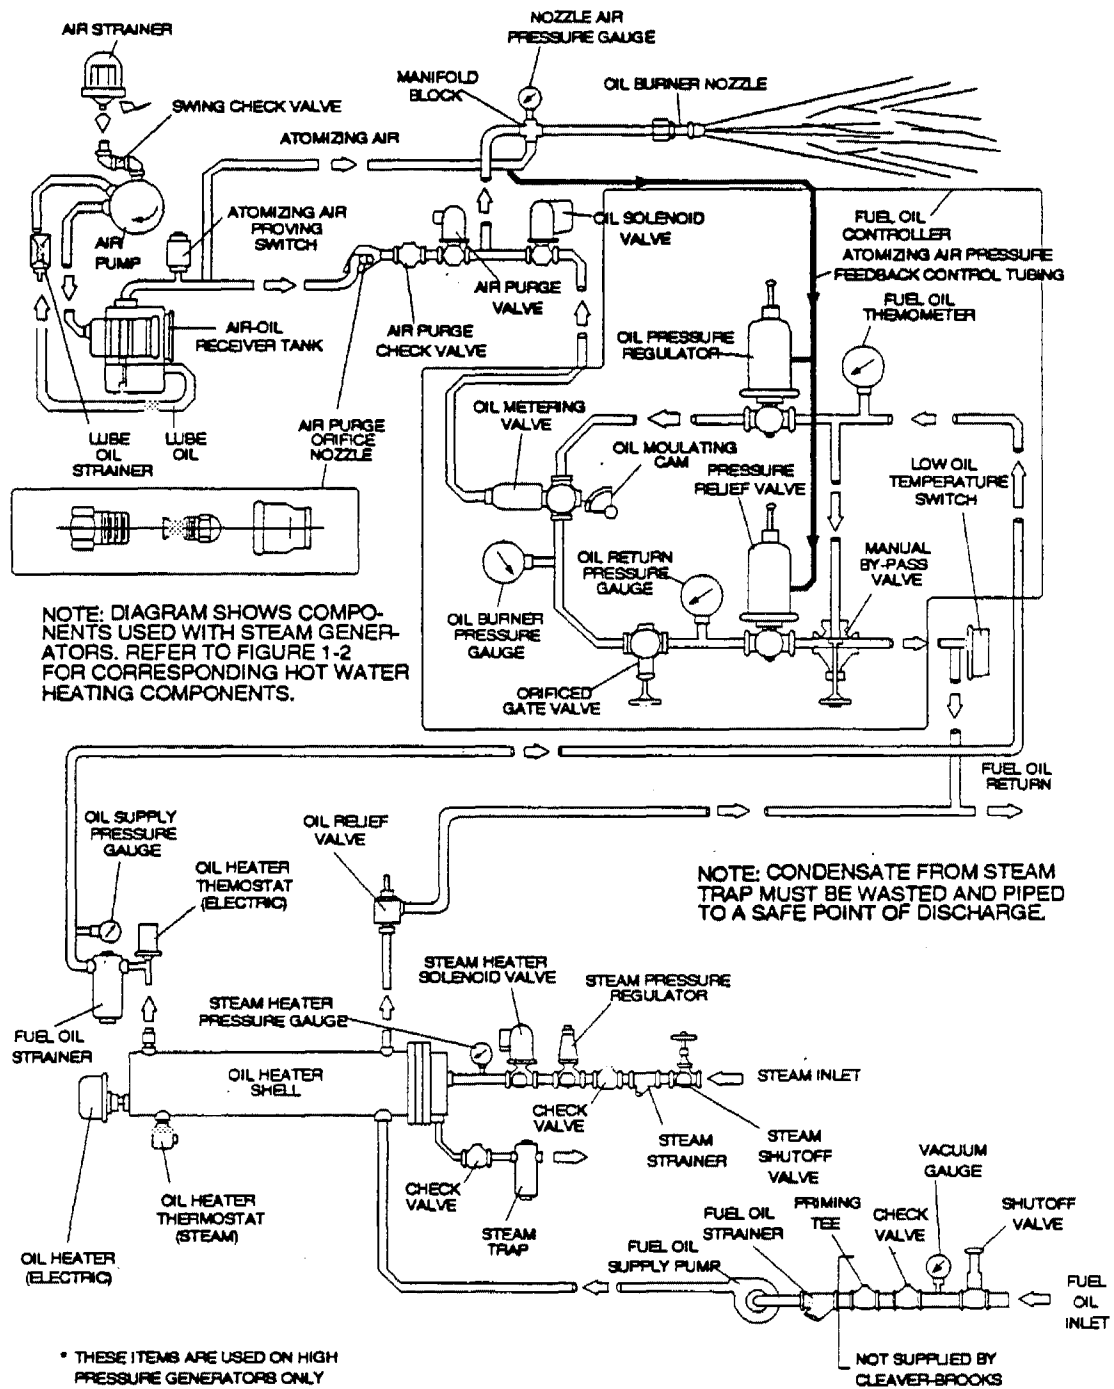 NOZZLE AIR
PRESSURE GAUGE
AIR STRAINER
MANIFOLD
BLOCK
OIL BURNER NOZZLE
SWING CHECK VALVE
ATOMIZING AIR
ATOMIZING AIR
PROVING
SWITCH
AIR
PUMP
OIL SOLENOID
VALVE
FUEL OIL
CONTROLLER
ATOMIZING AIR PRESSURE
FEEDBACK CONTROL TUBING
AIR PURGE
VALVE
FUEL OIL
THEMOMETER
AIR-OIL
RECEIVER TANK
AIR PURGE
CHECK VALVE
OIL PRESSURE
REGULATOR
OIL METERING
VALVE
LUBE
OIL
STRAINER
LUBE
OIL
AIR PURGE
ORIFICE
NOZZLE
OIL MOULATING
CAM
PRESSURE
RELIEF VALVE
LOW OIL
TEMPERATURE
SWITCH
OIL RETURN
PRESSURE
GAUGE
MANUAL
BY-PASS
VALVE
OIL BURNER
PRESSURE
GAUGE
NOTE: DIAGRAM SHOWS COMPO-
NENTS USED WITH STEAM GENER-
ATORS. REFER TO FIGURE 1-2
FOR CORRESPONDING HOT WATER
HEATING COMPONENTS.
ORIFICED
GATE VALVE
FUEL OIL
RETURN
OIL SUPPLY
PRESSURE
GAUGE
OIL RELIEF
VALVE
OIL HEATER
THEMOSTAT
(ELECTRIC)
NOTE: CONDENSATE FROM STEAM
TRAP MUST BE WASTED AND PIPED
TO A SAFE POINT OF DISCHARGE.
STEAM HEATER
SOLENOID VALVE
STEAM PRESSURE
REGULATOR
STEAM HEATER
PRESSURE GAUGE
FUEL OIL
STRAINER
OIL HEATER
SHELL
STEAM INLET
CHECK
VALVE
STEAM
STRAINER
STEAM
SHUTOFF
VALVE
VACUUM
GAUGE
CHECK
VALVE
OIL HEATER
THERMOSTAT
(STEAM)
STEAM
TRAP
OIL HEATER
(ELECTRIC)
FUEL OIL
SUPPLY PUMP
FUEL OIL
STRAINER
PRIMING
TEE
CHECK
VALVE
SHUTOFF
VALVE
FUEL
OIL
INLET
* THESE ITEMS ARE USED ON HIGH
PRESSURE GENERATORS ONLY
NOT SUPPLIED BY
CLEAVER-BROOKS